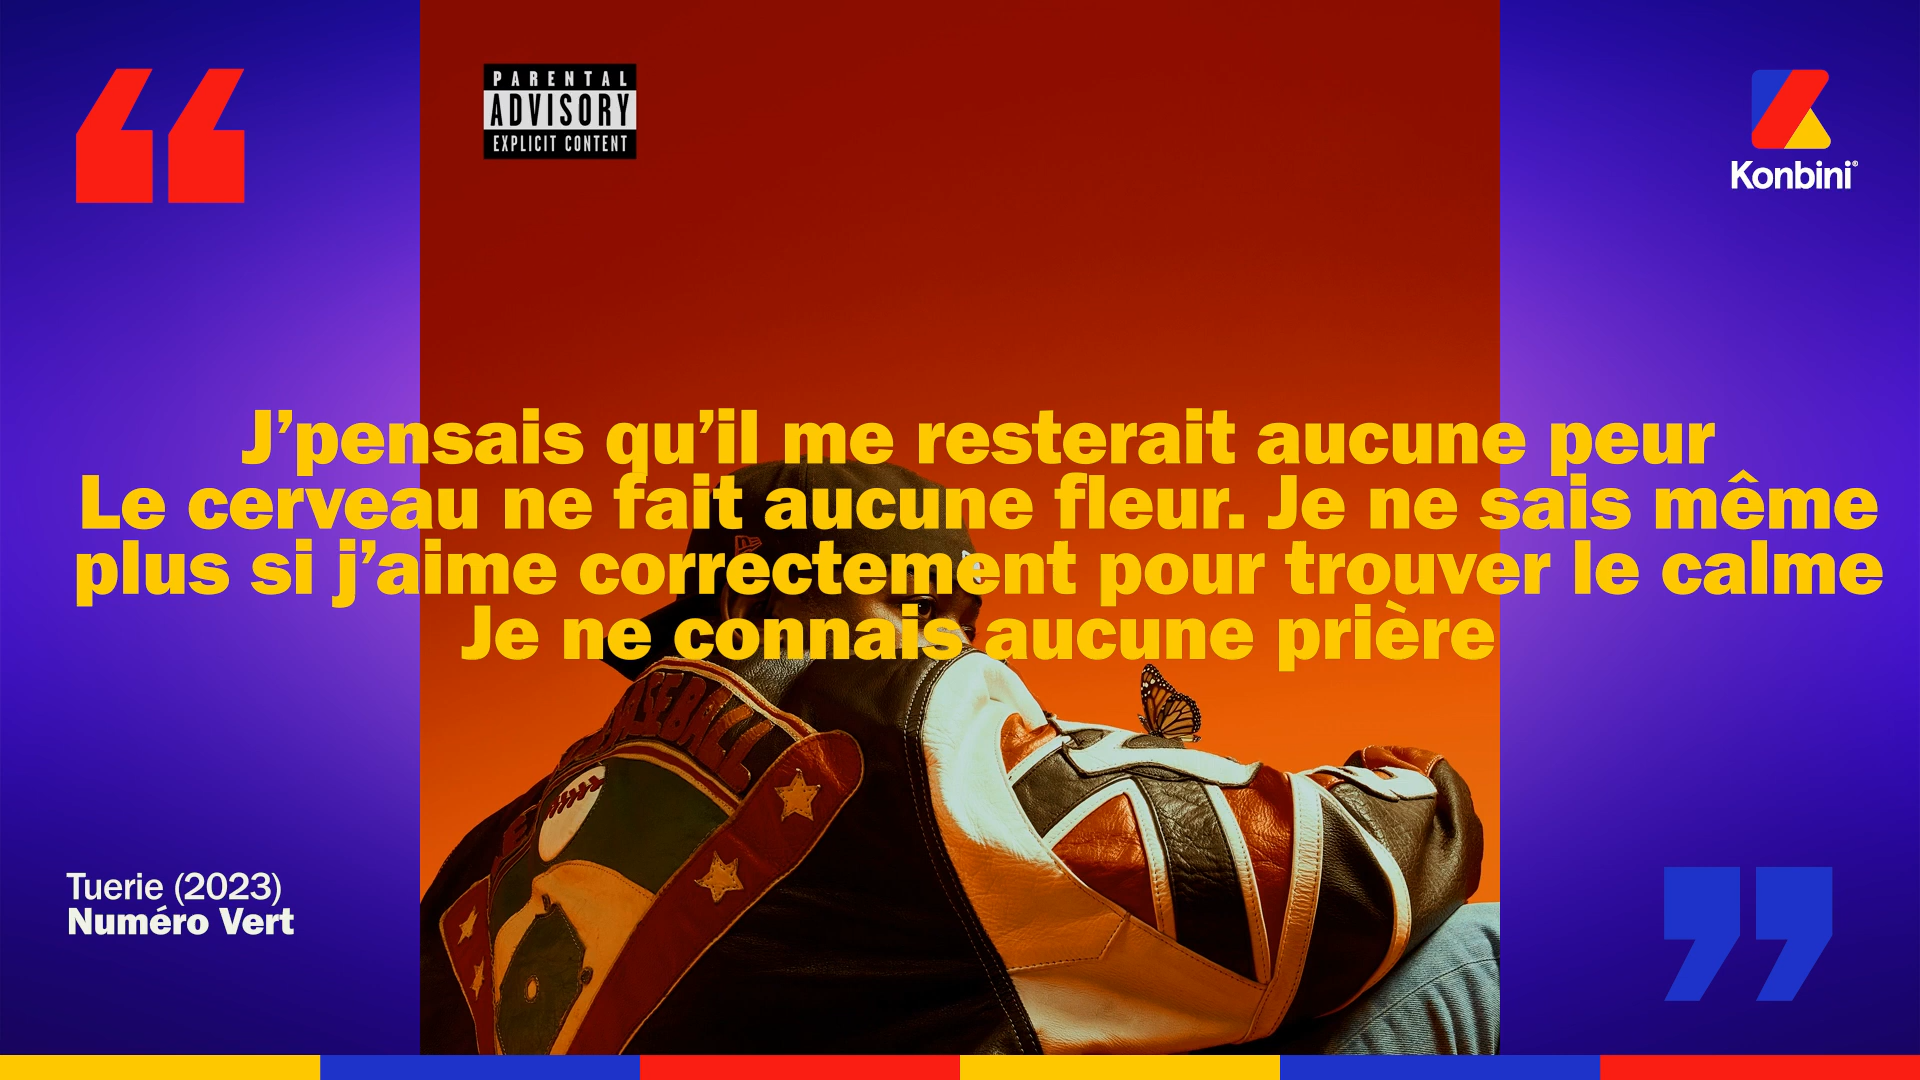 PARENTAL
ADVISORY
EXPLICIT CONTENT
Konbini
J’pensais qu’il me resterait aucune peur
Le cerveau ne fait aucune fleur. Je ne sais même
plus si j’aime correctement pour trouver le calme
Je ne connais aucune prière
BASEBALL
Tuerie (2023)
Numéro Vert